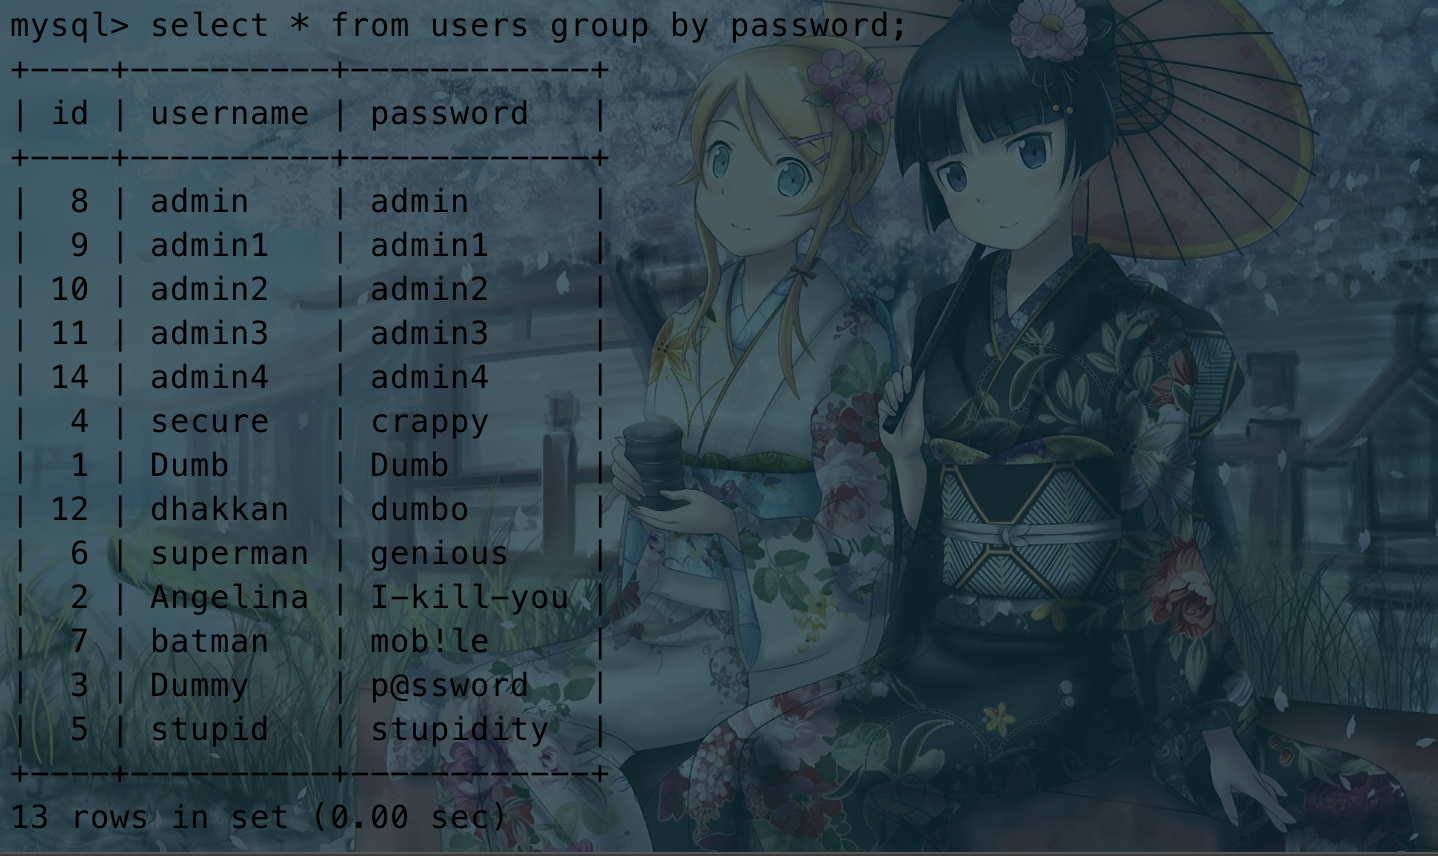 mysql> select * from users group by password;
+----+----------+------------+
| id | username | password   |
+----+----------+------------+
|  8 | admin    | admin      |
|  9 | admin1   | admin1     |
| 10 | admin2   | admin2     |
| 11 | admin3   | admin3     |
| 14 | admin4   | admin4     |
|  4 | secure   | crappy     |
|  1 | Dumb     | Dumb       |
| 12 | dhakkan  | dumbo      |
|  6 | superman | genious    |
|  2 | Angelina | I-kill-you |
|  7 | batman   | mob!le     |
|  3 | Dummy    | p@ssword   |
|  5 | stupid   | stupidity  |
+----+----------+------------+
13 rows in set (0.00 sec)